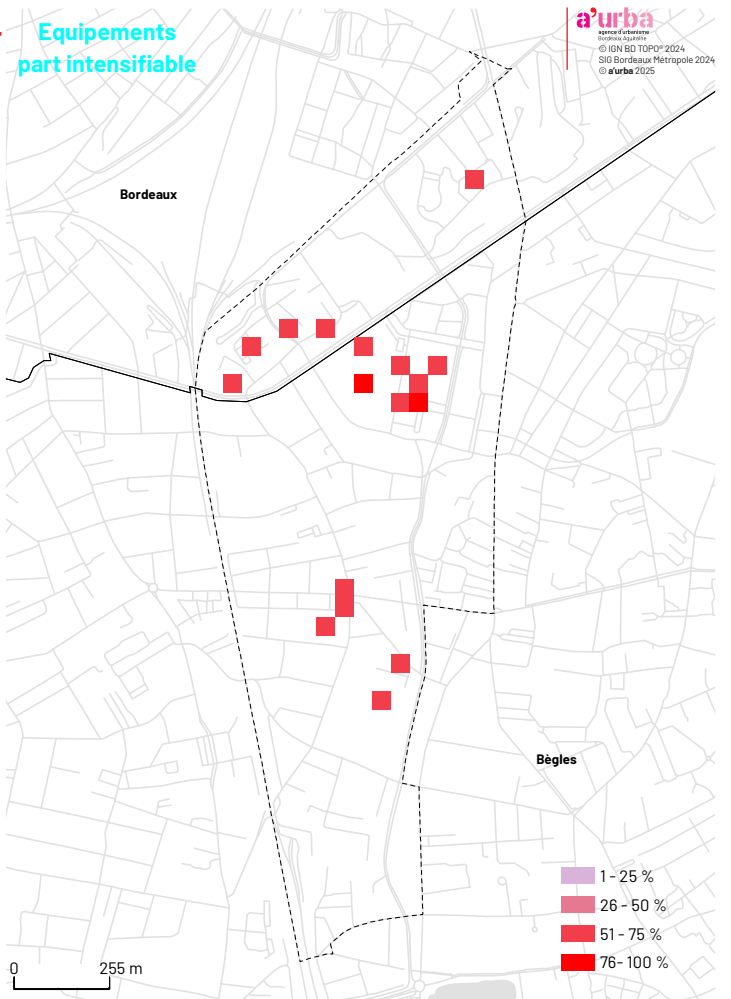 Equipements
part intensifiable
a'urba
agence d'urbanisme
Bordeaux Aquitaine
© IGN BD TOPO® 2024
SIG Bordeaux Métropole 2024
© a'urba 2025
Bordeaux
Bègles
1 - 25 %
26 - 50 %
51 - 75 %
76- 100 %
0 255 m